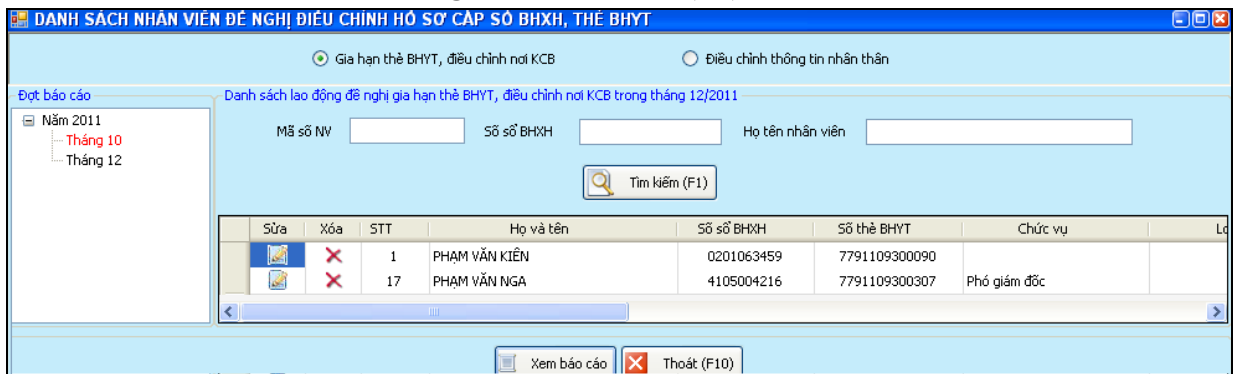 DANH SÁCH NHÂN VIÊN ĐỀ NGHỊ ĐIỀU CHỈNH HỒ SƠ CẤP SỔ BHXH, THẺ BHYT
Gia hạn thẻ BHYT, điều chỉnh nơi KCB Điều chỉnh thông tin nhân thân
Đợt báo cáo Danh sách lao động đề nghị gia hạn thẻ BHYT, điều chỉnh nơi KCB trong tháng 12/2011
Năm 2011
Tháng 10
Tháng 12
Mã số NV Số sổ BHXH Họ tên nhân viên
Tìm kiếm (F1)
Sửa Xóa STT Họ và tên Số sổ BHXH Số thẻ BHYT Chức vụ
1 PHẠM VĂN KIÊN 0201063459 7791109300090
17 PHẠM VĂN NGA 4105004216 7791109300307 Phó giám đốc
Xem báo cáo Thoát (F10)